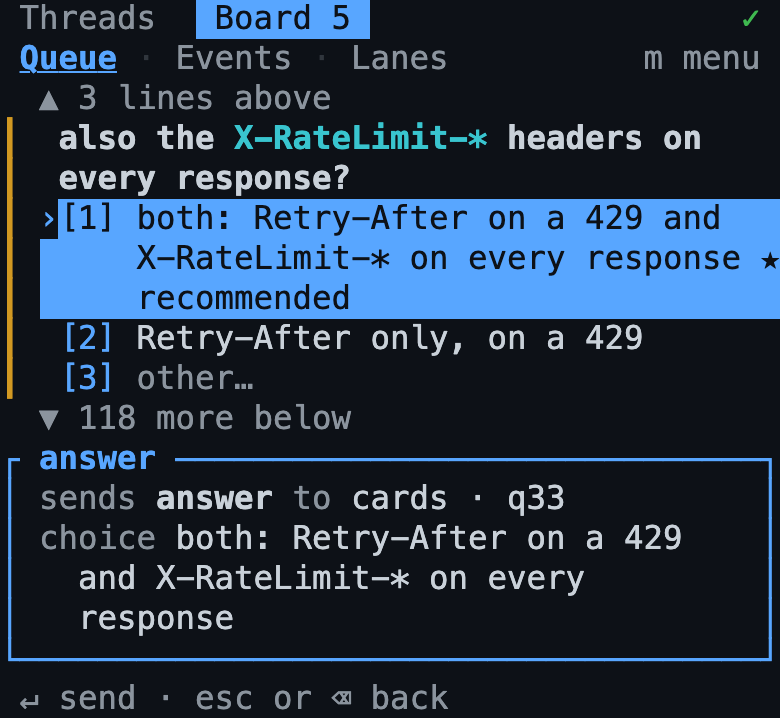 Threads Board 5 ✓
Queue · Events · Lanes m menu
▲ 3 lines above
also the X-RateLimit-* headers on
every response?
›[1] both: Retry-After on a 429 and
X-RateLimit-* on every response ★
recommended
[2] Retry-After only, on a 429
[3] other…
▼ 118 more below
answer
sends answer to cards · q33
choice both: Retry-After on a 429
and X-RateLimit-* on every
response
↵ send · esc or ⌫ back